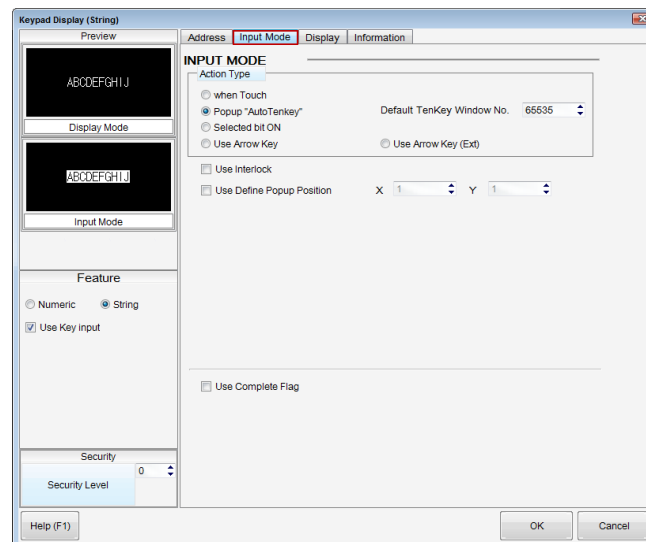 Keypad Display (String)
Preview
ABCDEFGHIJ
Display Mode
ABCDEFGHIJ
Input Mode
Feature
Numeric String
Use Key input
Security
0
Security Level
Address Input Mode Display Information
INPUT MODE
Action Type
when Touch
Popup "AutoTenkey" Default TenKey Window No. 65535
Selected bit ON
Use Arrow Key Use Arrow Key (Ext)
Use Interlock
Use Define Popup Position X 1 Y 1
Use Complete Flag
Help (F1) OK Cancel